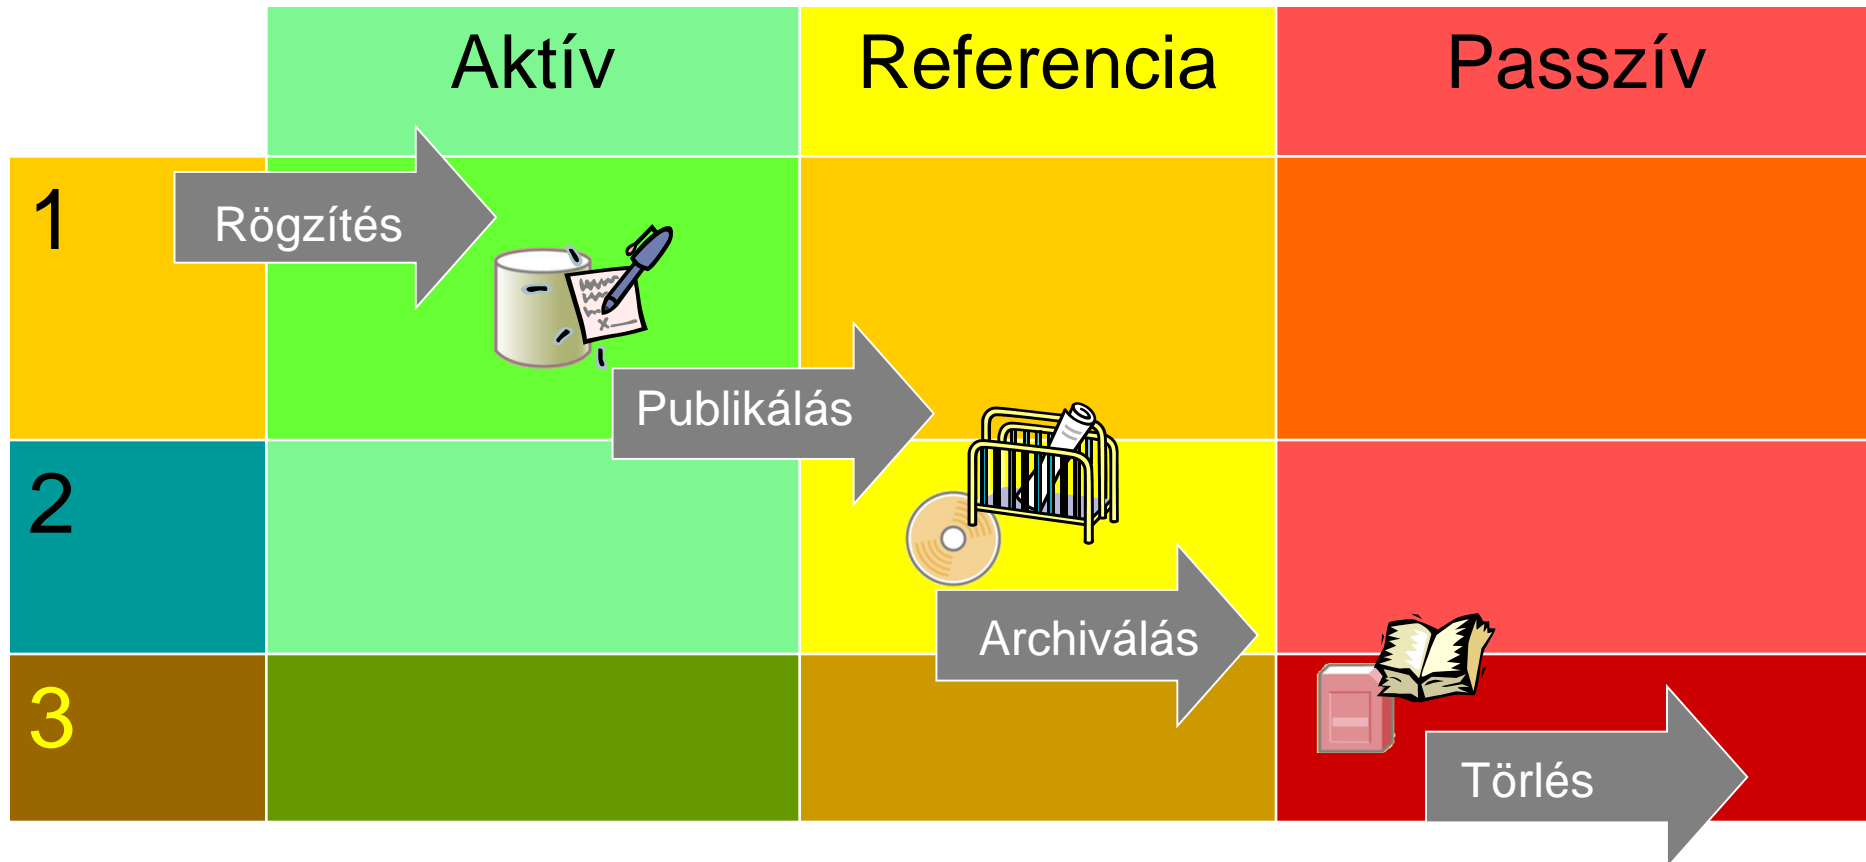 Aktív
Referencia
Passzív
1
Rögzítés
Publikálás
2
Archiválás
3
Törlés